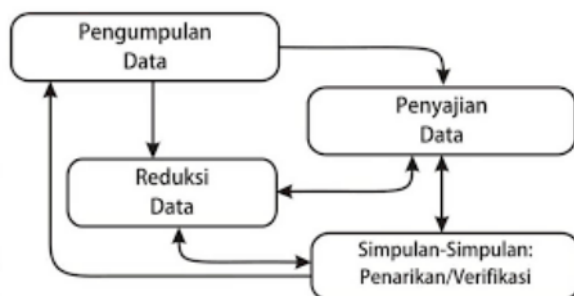 Pengumpulan
Data
Penyajian
Data
Reduksi
Data
Simpulan-Simpulan:
Penarikan/Verifikasi